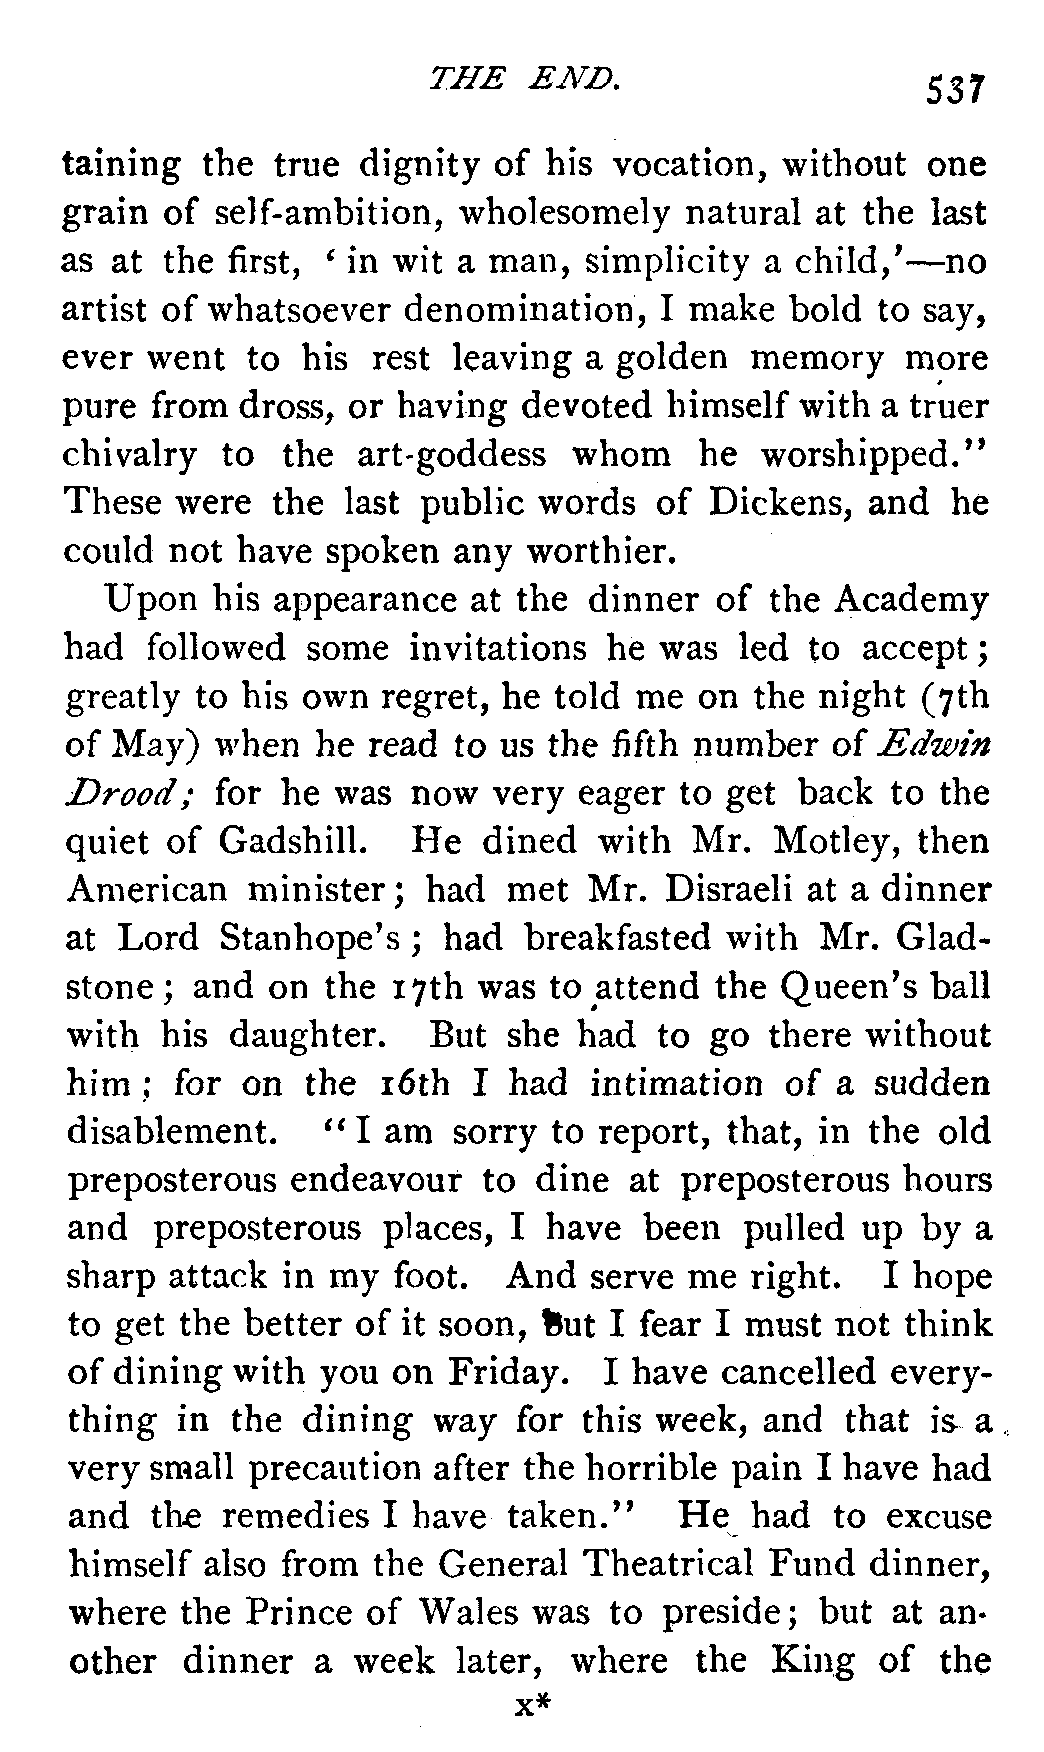 THE END. 537
taining the true dignity of his vocation, without one
grain of self-ambition, wholesomely natural at the last
as at the first, ‘ in wit a man, simplicity a child,’—no
artist of whatsoever denomination, I make bold to say,
ever went to his rest leaving a golden memory more
pure from dross, or having devoted himself with a truer
chivalry to the art-goddess whom he worshipped.”
These were the last public words of Dickens, and he
could not have spoken any worthier.
Upon his appearance at the dinner of the Academy
had followed some invitations he was led to accept ;
greatly to his own regret, he told me on the night (7th
of May) when he read to us the fifth number of Edwin
Drood ; for he was now very eager to get back to the
quiet of Gadshill. He dined with Mr. Motley, then
American minister ; had met Mr. Disraeli at a dinner
at Lord Stanhope’s ; had breakfasted with Mr. Glad-
stone ; and on the 17th was to attend the Queen’s ball
with his daughter. But she had to go there without
him ; for on the 16th I had intimation of a sudden
disablement. “ I am sorry to report, that, in the old
preposterous endeavour to dine at preposterous hours
and preposterous places, I have been pulled up by a
sharp attack in my foot. And serve me right. I hope
to get the better of it soon, but I fear I must not think
of dining with you on Friday. I have cancelled every-
thing in the dining way for this week, and that is a
very small precaution after the horrible pain I have had
and the remedies I have taken.” He had to excuse
himself also from the General Theatrical Fund dinner,
where the Prince of Wales was to preside ; but at an-
other dinner a week later, where the King of the
x*